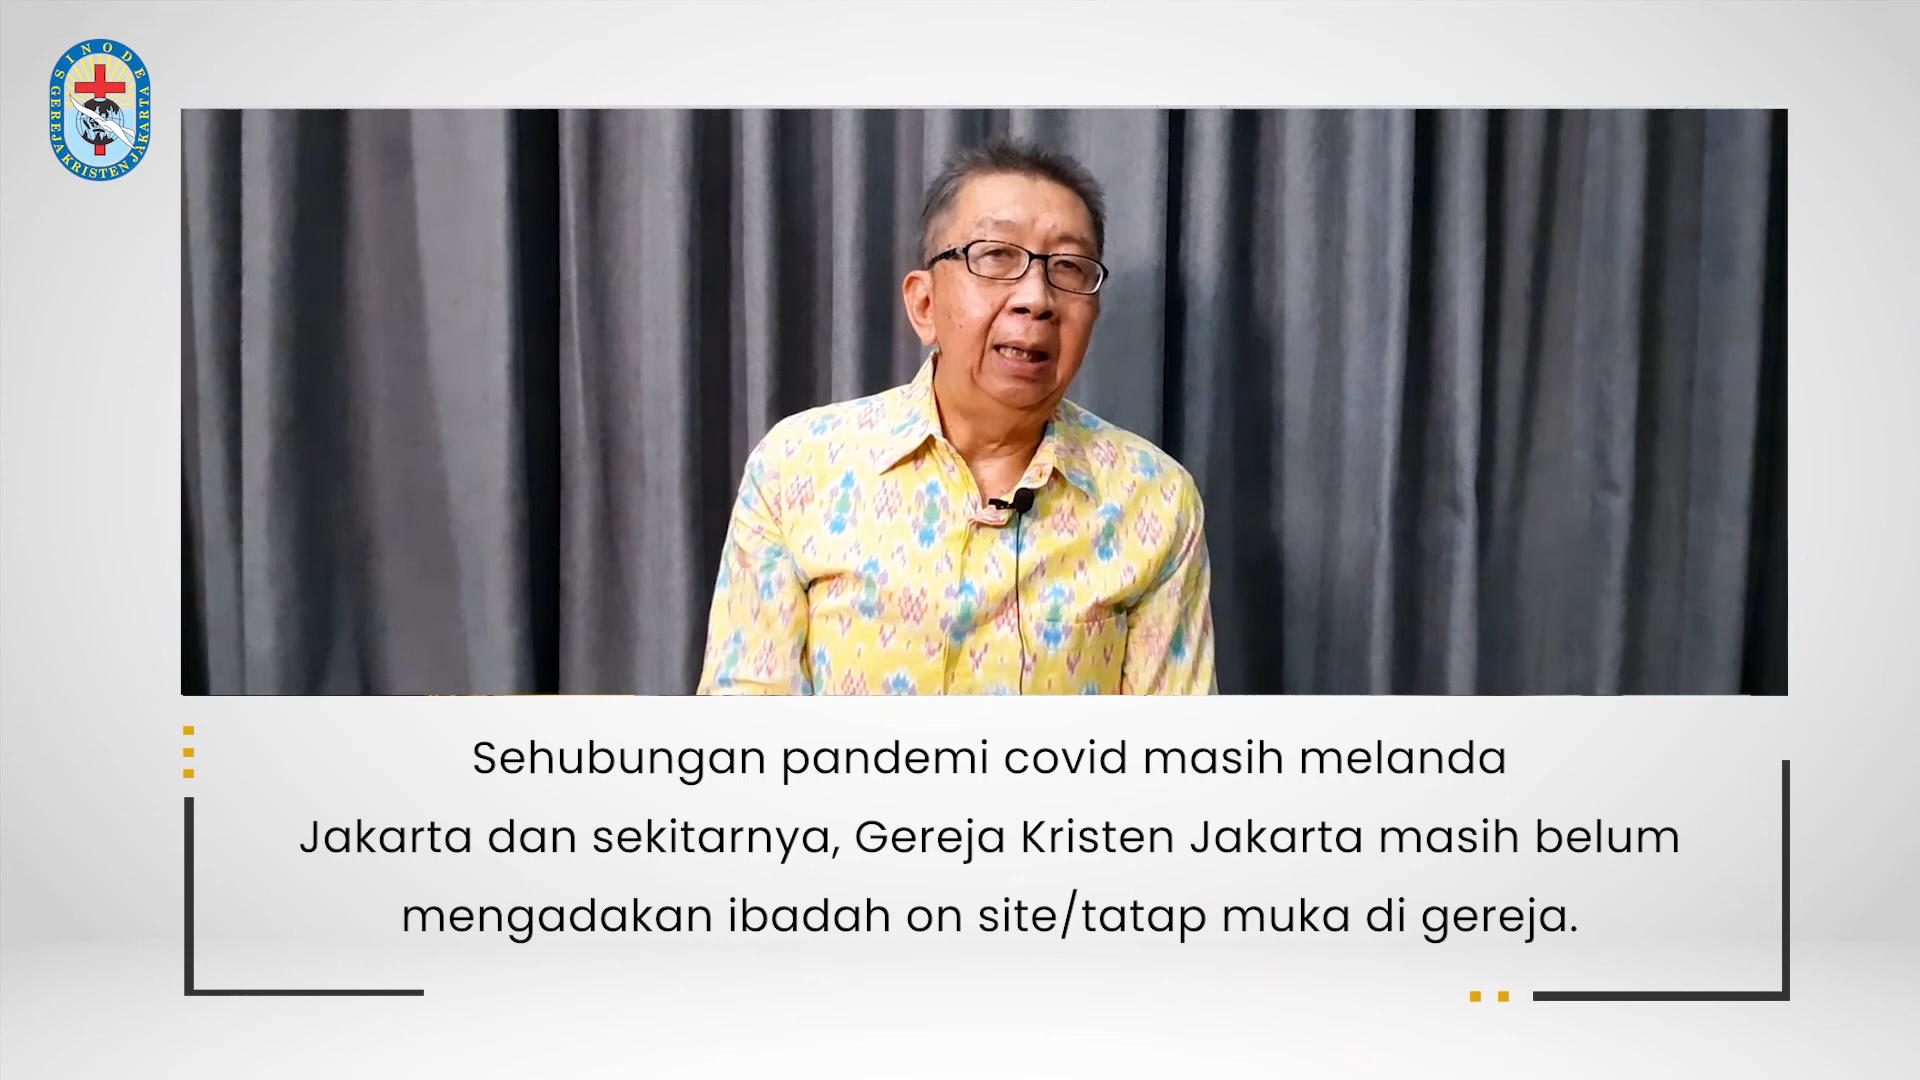 SINODE
GEREJA KRISTEN JAKARTA
Sehubungan pandemi covid masih melanda
Jakarta dan sekitarnya, Gereja Kristen Jakarta masih belum
mengadakan ibadah on site/tatap muka di gereja.